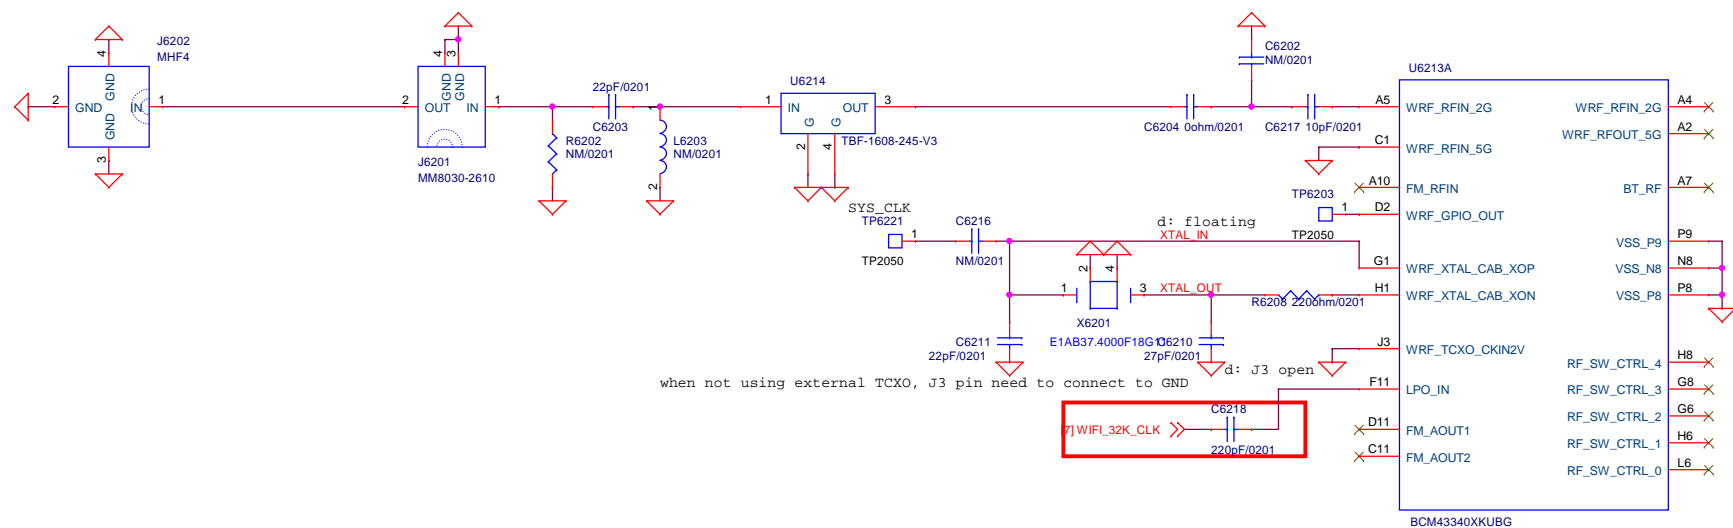 J6202
MHF4
4
GND
2
GND
IN
1
GND
3
4
3
GND
GND
2
OUT
IN
1
J6201
MM8030-2610
22pF/0201
C6203
R6202
NM/0201
1
L6203
NM/0201
2
U6214
1
IN
OUT
3
G
G
TBF-1608-245-V3
2
4
C6202
NM/0201
C6204
0ohm/0201
C6217
10pF/0201
SYS_CLK
TP6221
1
TP2050
C6216
NM/0201
d: floating
XTAL_IN
TP6203
1
TP2050
2
4
1
3
XTAL_OUT
R6208
220ohm/0201
X6201
E1AB37.4000F18G11
C6211
22pF/0201
C6210
27pF/0201
d: J3 open
when not using external TCXO, J3 pin need to connect to GND
[7] WIFI_32K_CLK
C6218
220pF/0201
U6213A
A5
WRF_RFIN_2G
C1
WRF_RFIN_5G
A10
FM_RFIN
D2
WRF_GPIO_OUT
G1
WRF_XTAL_CAB_XOP
H1
WRF_XTAL_CAB_XON
J3
WRF_TCXO_CKIN2V
F11
LPO_IN
D11
FM_AOUT1
C11
FM_AOUT2
WRF_RFIN_2G
A4
WRF_RFOUT_5G
A2
BT_RF
A7
VSS_P9
P9
VSS_N8
N8
VSS_P8
P8
RF_SW_CTRL_4
H8
RF_SW_CTRL_3
G8
RF_SW_CTRL_2
G6
RF_SW_CTRL_1
H6
RF_SW_CTRL_0
L6
BCM43340XKUBG